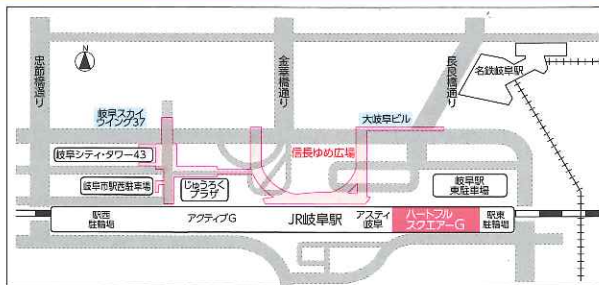 忠節橋通り
金華橋通り
長良橋通り
N
名鉄岐阜駅
岐阜スカイ
ウイング37
大岐阜ビル
岐阜シティ・タワー43
信長ゆめ広場
岐阜市駅西駐車場
じゅうろく
プラザ
岐阜駅
東駐車場
駅西
駐輪場
アクティブG
JR岐阜駅
アスティ
岐阜
ハートフル
スクエアーG
駅東
駐輪場